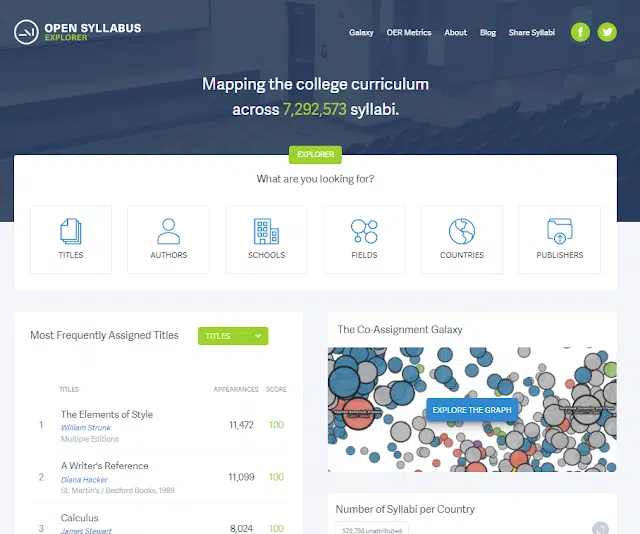 OPEN SYLLABUS
EXPLORER
Galaxy OER Metrics About Blog Share Syllabi
Mapping the college curriculum
across 7,292,573 syllabi.
EXPLORER
What are you looking for?
TITLES AUTHORS SCHOOLS FIELDS COUNTRIES PUBLISHERS
Most Frequently Assigned Titles
TITLES
TITLES APPEARANCES SCORE
1 The Elements of Style 11,472 100
William Strunk
Multiple Editions
2 A Writer's Reference 11,099 100
Diana Hacker
St. Martin's / Bedford Books, 1989
3 Calculus 8,024 100
James Stewart
The Co-Assignment Galaxy
EXPLORE THE GRAPH
Number of Syllabi per Country
523,794 unattributed